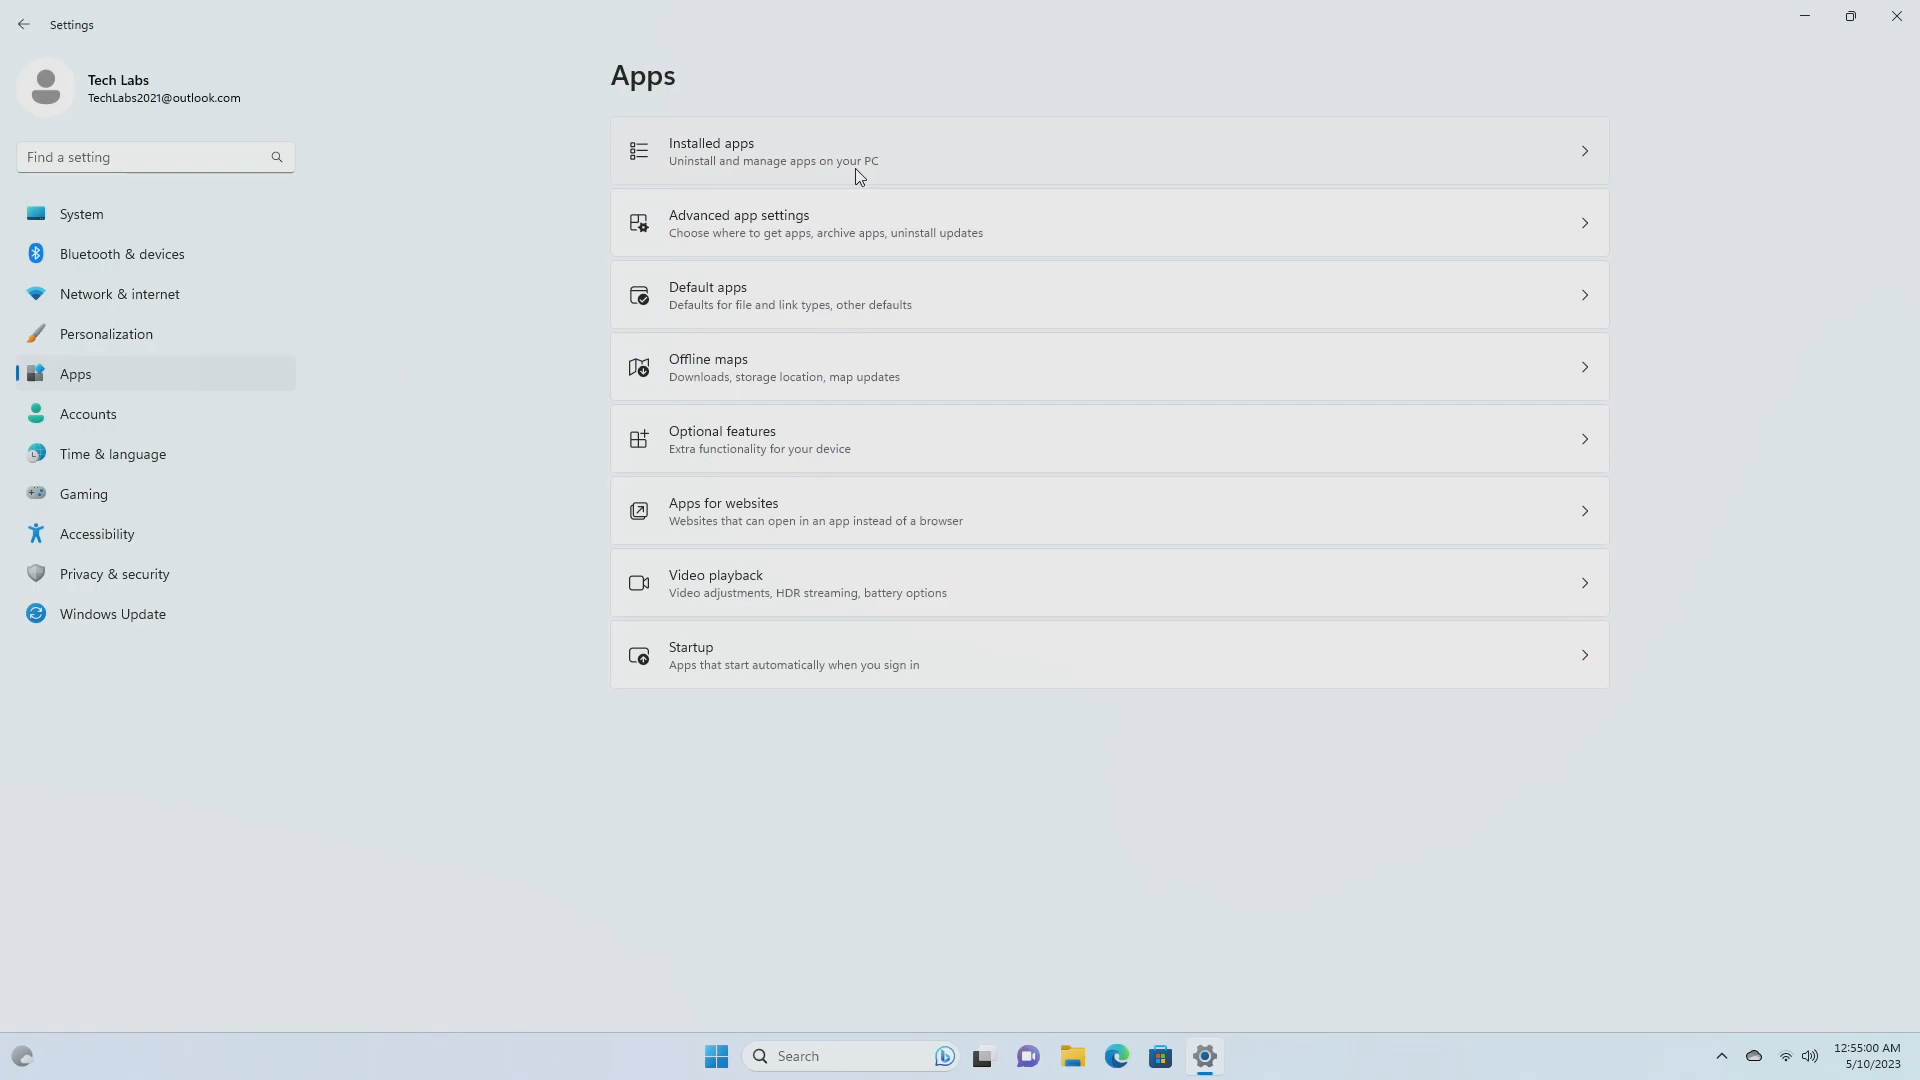 Settings
Tech Labs
TechLabs2021@outlook.com
Find a setting
System
Bluetooth & devices
Network & internet
Personalization
Apps
Accounts
Time & language
Gaming
Accessibility
Privacy & security
Windows Update
Apps
Installed apps
Uninstall and manage apps on your PC
Advanced app settings
Choose where to get apps, archive apps, uninstall updates
Default apps
Defaults for file and link types, other defaults
Offline maps
Downloads, storage location, map updates
Optional features
Extra functionality for your device
Apps for websites
Websites that can open in an app instead of a browser
Video playback
Video adjustments, HDR streaming, battery options
Startup
Apps that start automatically when you sign in
Search
12:55:00 AM
5/10/2023